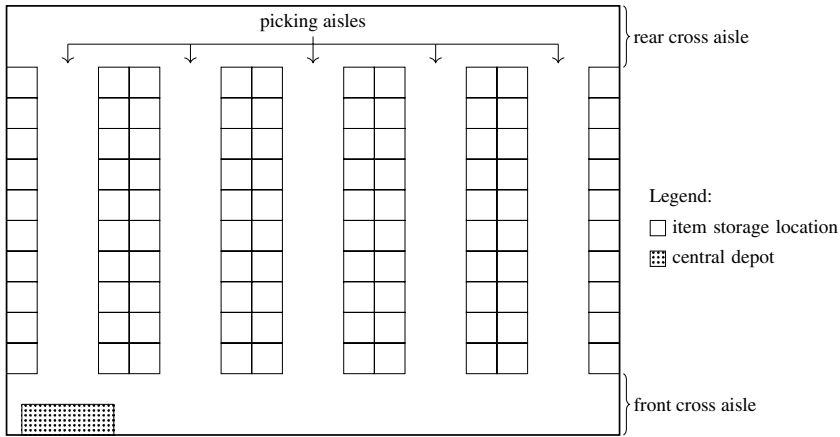 picking aisles
rear cross aisle
Legend:
item storage location
central depot
front cross aisle